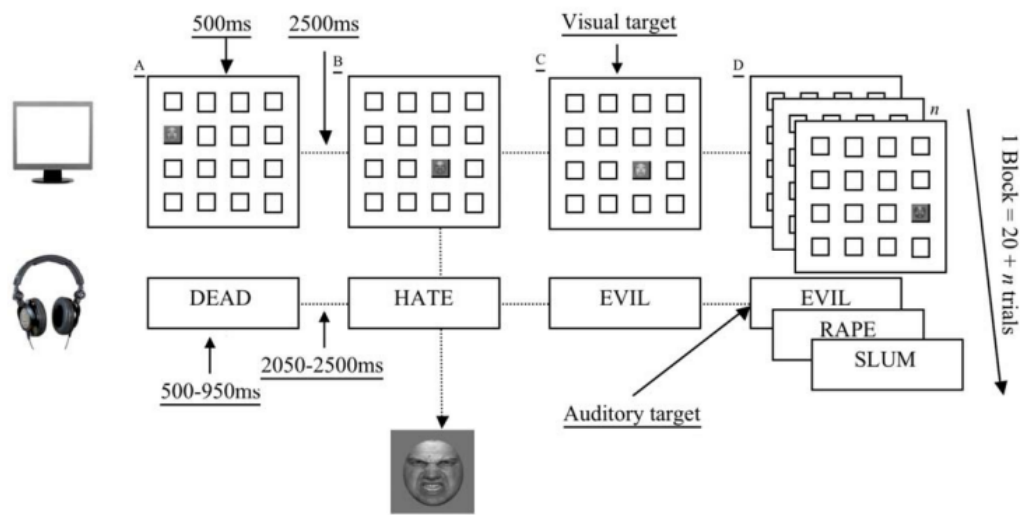 500ms
2500ms
Visual target
A
B
C
D
n
DEAD
HATE
EVIL
EVIL
RAPE
SLUM
2050-2500ms
500-950ms
Auditory target
1 Block = 20 + n trials